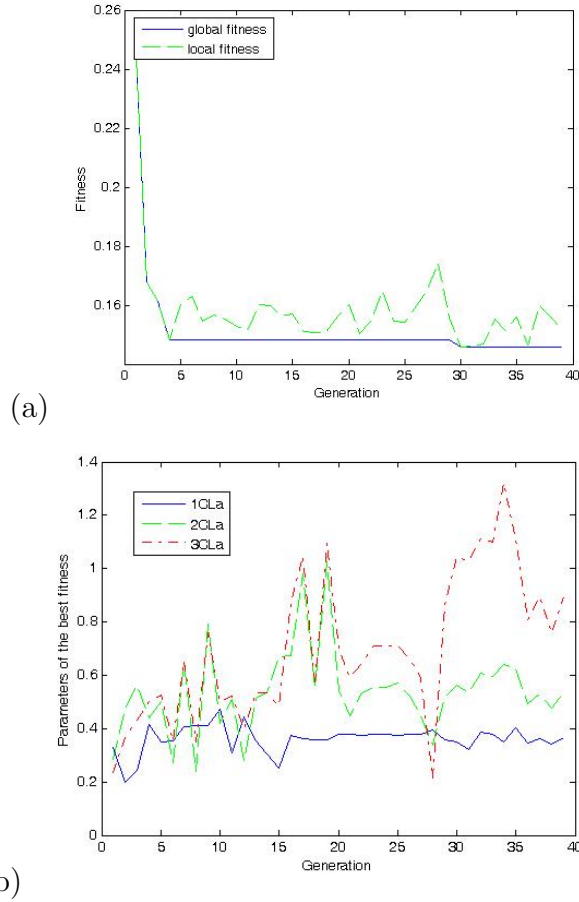 0.26
0.24
0.22
0.2
0.18
0.16
Fitness
global fitness
local fitness
0 5 10 15 20 25 30 35 40
Generation
(a)
1.4
1.2
1
0.8
0.6
0.4
0.2
0
Parameters of the best fitness
1CLa
2CLa
3CLa
0 5 10 15 20 25 30 35 40
Generation
)